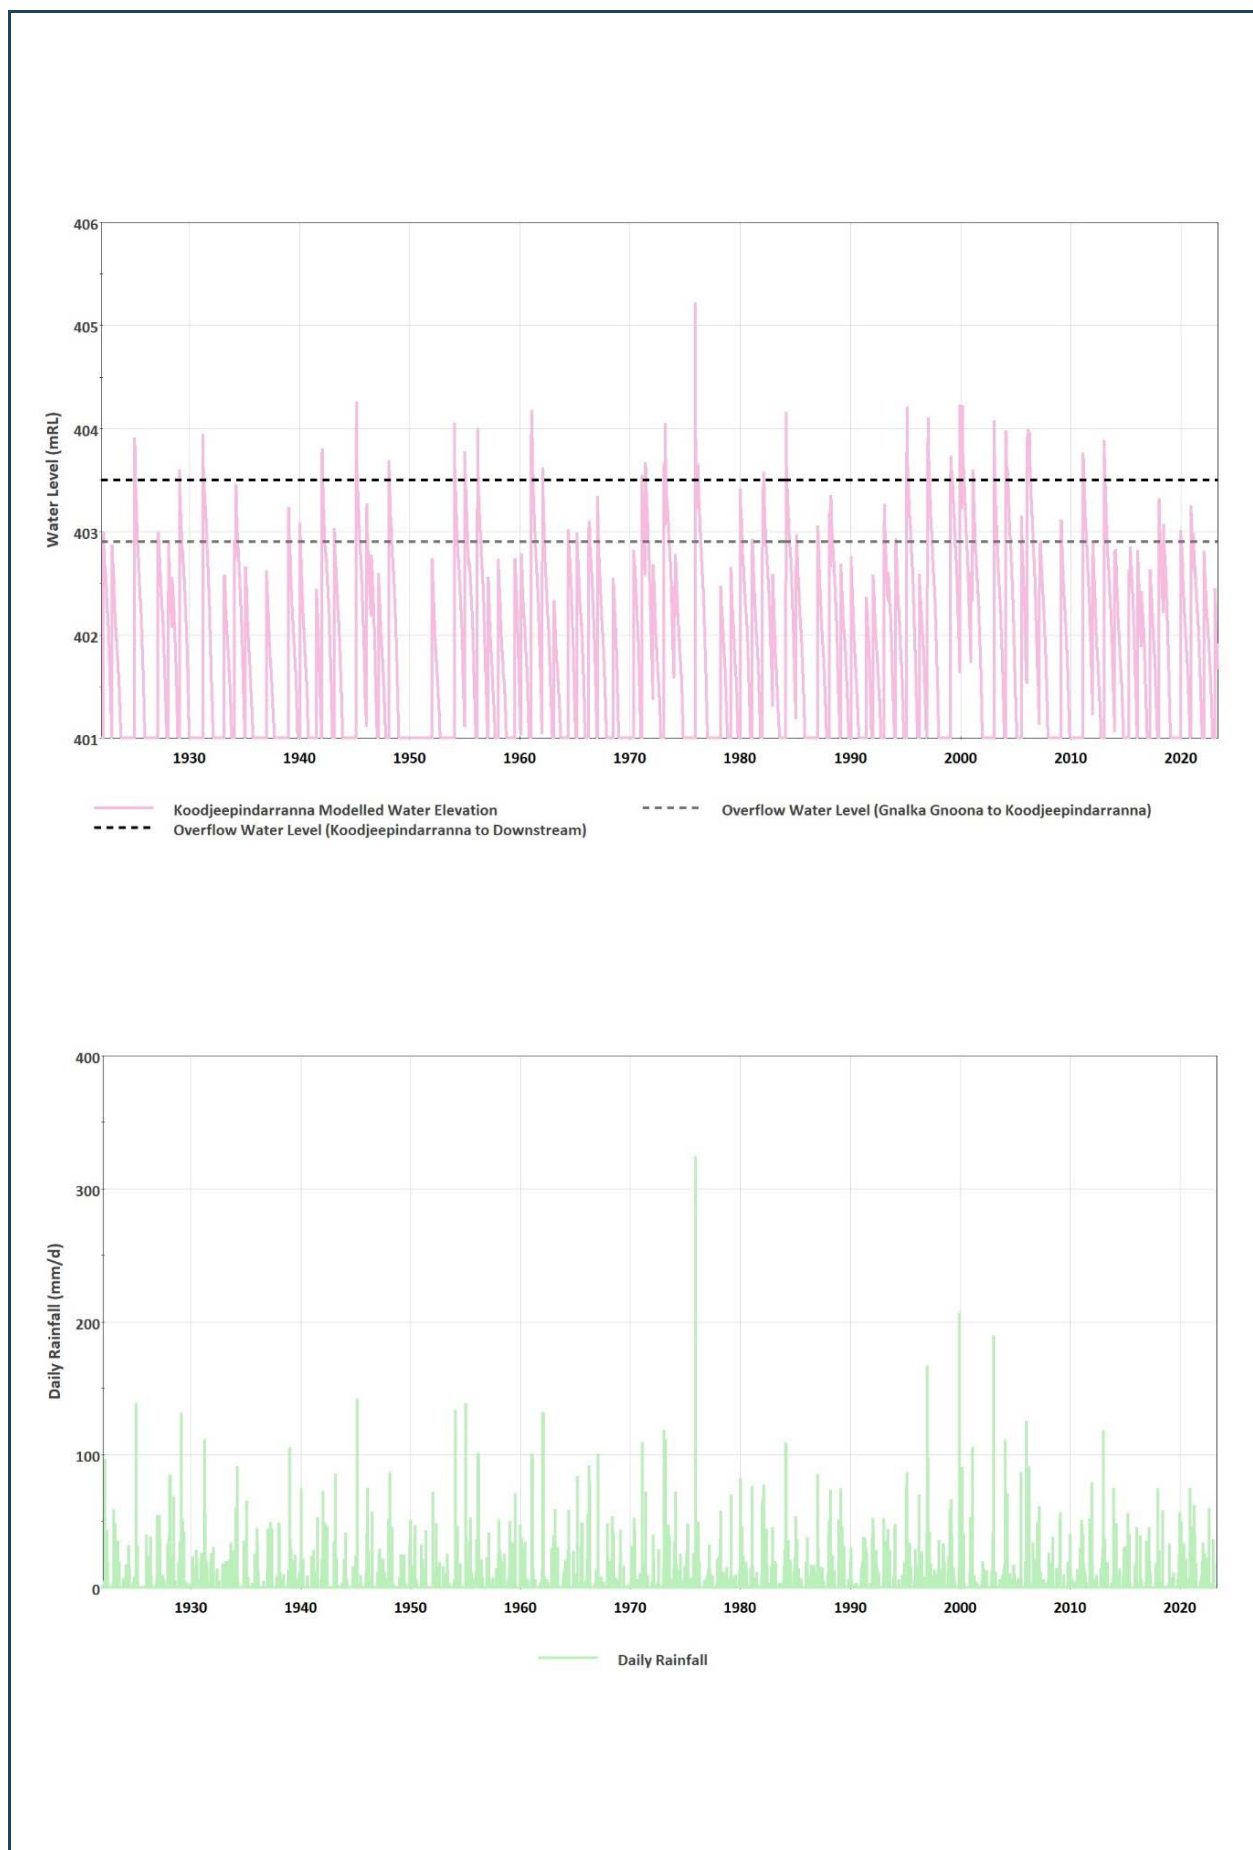 406
405
404
403
402
401
Water Level (mRL)
1930 1940 1950 1960 1970 1980 1990 2000 2010 2020
Koodjeepindarranna Modelled Water Elevation
Overflow Water Level (Gnalka Gnoona to Koodjeepindarranna)
Overflow Water Level (Koodjeepindarranna to Downstream)
400
300
200
100
0
Daily Rainfall (mm/d)
1930 1940 1950 1960 1970 1980 1990 2000 2010 2020
Daily Rainfall